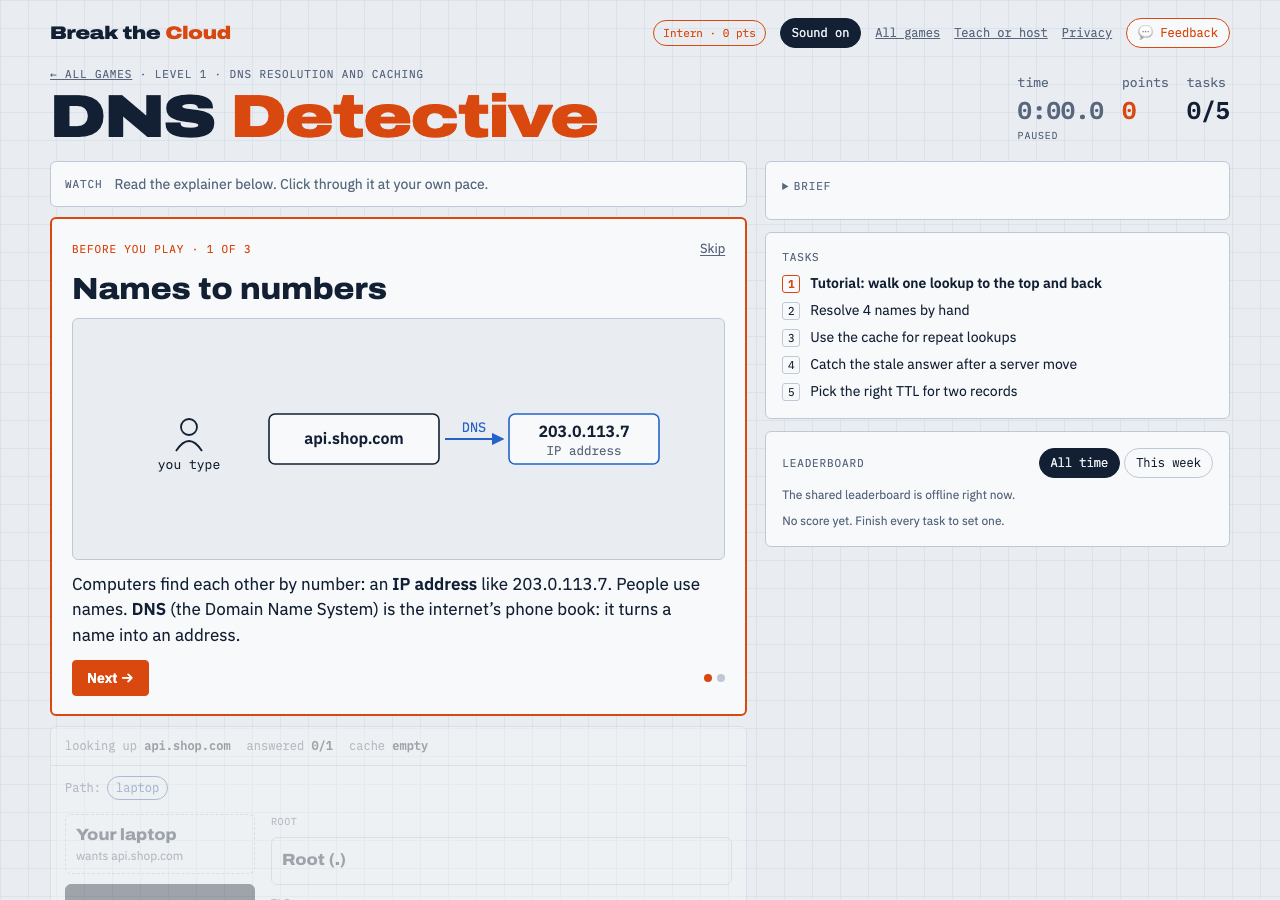 Break the Cloud
Intern · 0 pts
Sound on
All games
Teach or host
Privacy
💬 Feedback
← ALL GAMES · LEVEL 1 · DNS RESOLUTION AND CACHING
DNS Detective
time
0:00.0
PAUSED
points
0
tasks
0/5
WATCH Read the explainer below. Click through it at your own pace.
BEFORE YOU PLAY · 1 OF 3
Skip
Names to numbers
you type
api.shop.com
DNS
203.0.113.7
IP address
Computers find each other by number: an IP address like 203.0.113.7. People use
names. DNS (the Domain Name System) is the internet’s phone book: it turns a
name into an address.
Next →
looking up api.shop.com answered 0/1 cache empty
Path: laptop
Your laptop
wants api.shop.com
ROOT
Root (.)
▶ BRIEF
TASKS
1 Tutorial: walk one lookup to the top and back
2 Resolve 4 names by hand
3 Use the cache for repeat lookups
4 Catch the stale answer after a server move
5 Pick the right TTL for two records
LEADERBOARD
All time
This week
The shared leaderboard is offline right now.
No score yet. Finish every task to set one.